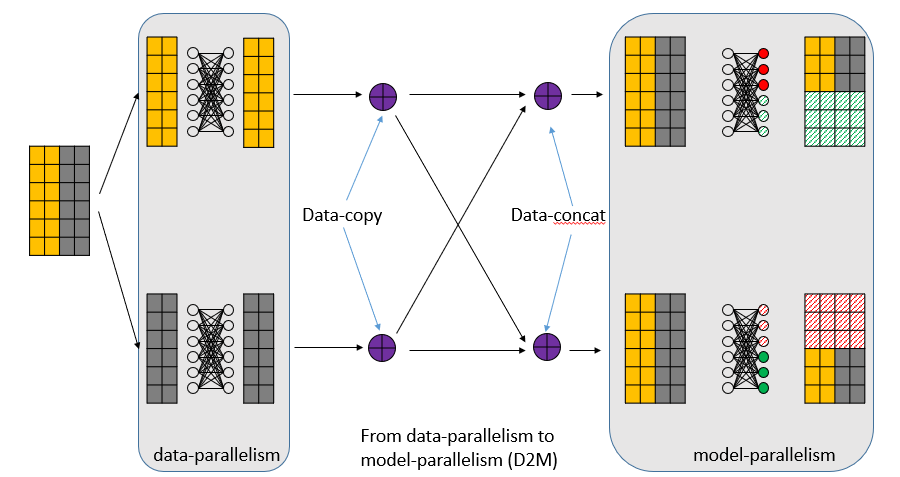 Data-copy
Data-concat
From data-parallelism to
model-parallelism (D2M)
data-parallelism
model-parallelism